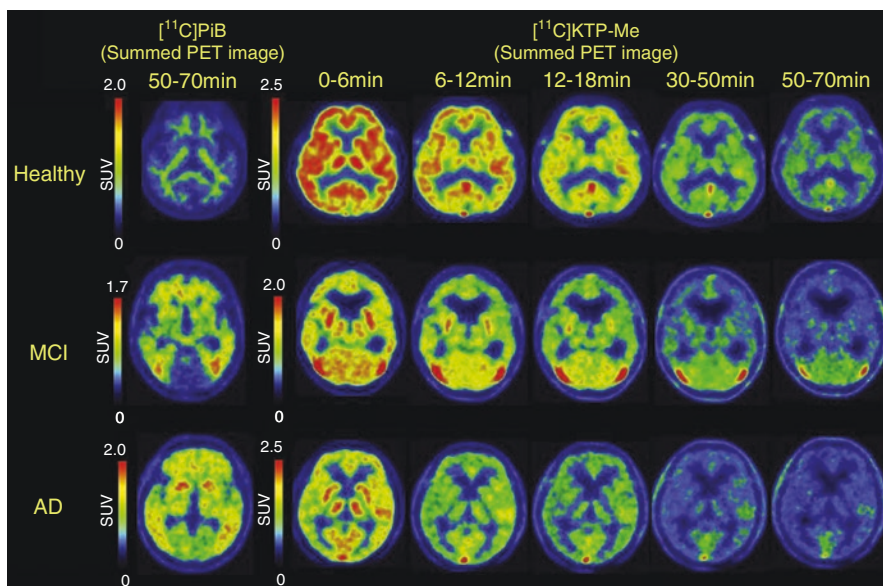 [¹¹C]PiB
(Summed PET image)
50-70min
[¹¹C]KTP-Me
(Summed PET image)
0-6min 6-12min 12-18min 30-50min 50-70min
Healthy
2.0
SUV
0
2.5
SUV
0
MCI
1.7
SUV
0
2.0
SUV
0
AD
2.0
SUV
0
2.5
SUV
0